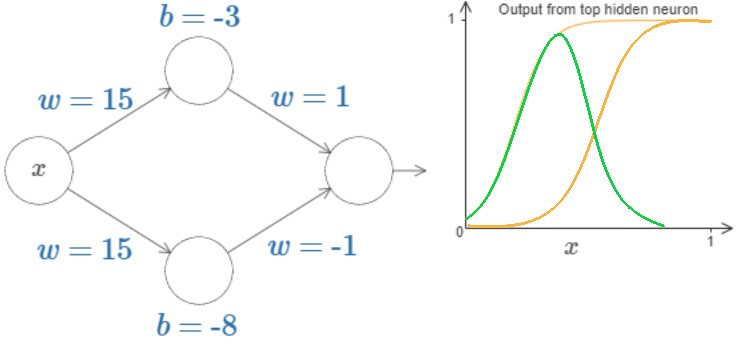 b = -3
w = 15
w = 1
x
w = 15
w = -1
b = -8
Output from top hidden neuron
1
0
x
1